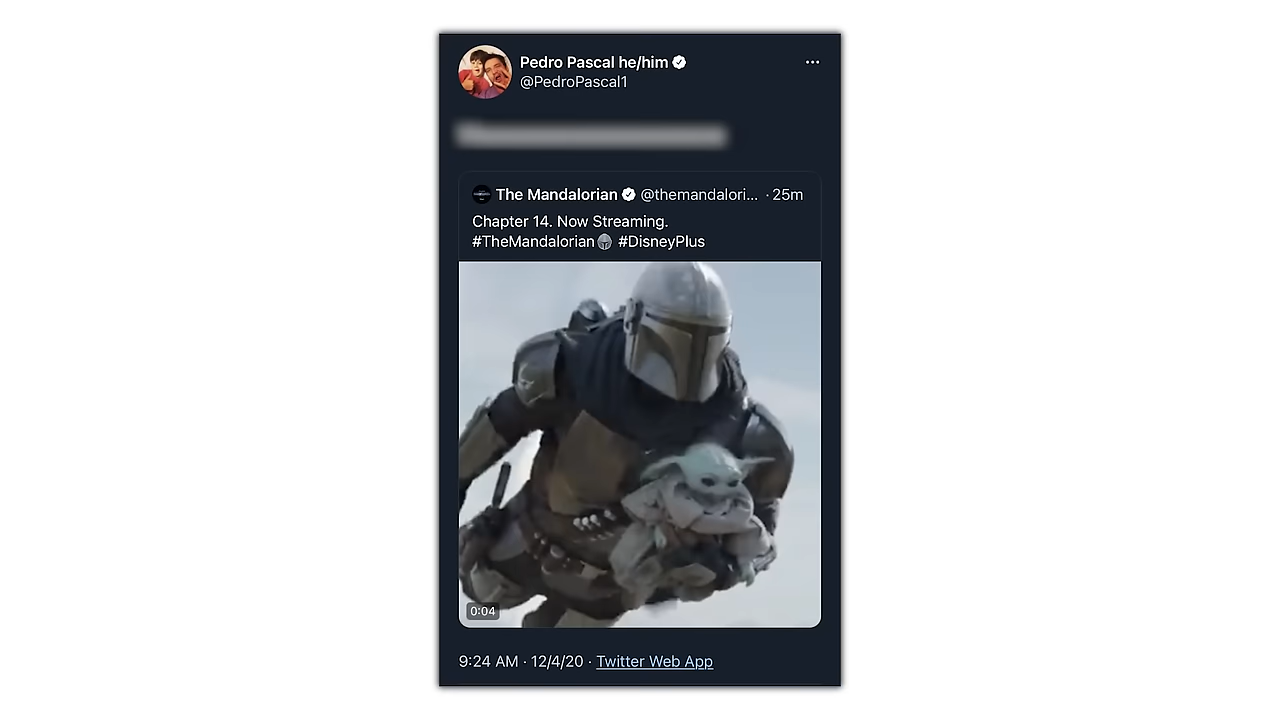 Pedro Pascal he/him
@PedroPascal1
The Mandalorian @themandalori... · 25m
Chapter 14. Now Streaming.
#TheMandalorian #DisneyPlus
0:04
9:24 AM · 12/4/20 · Twitter Web App